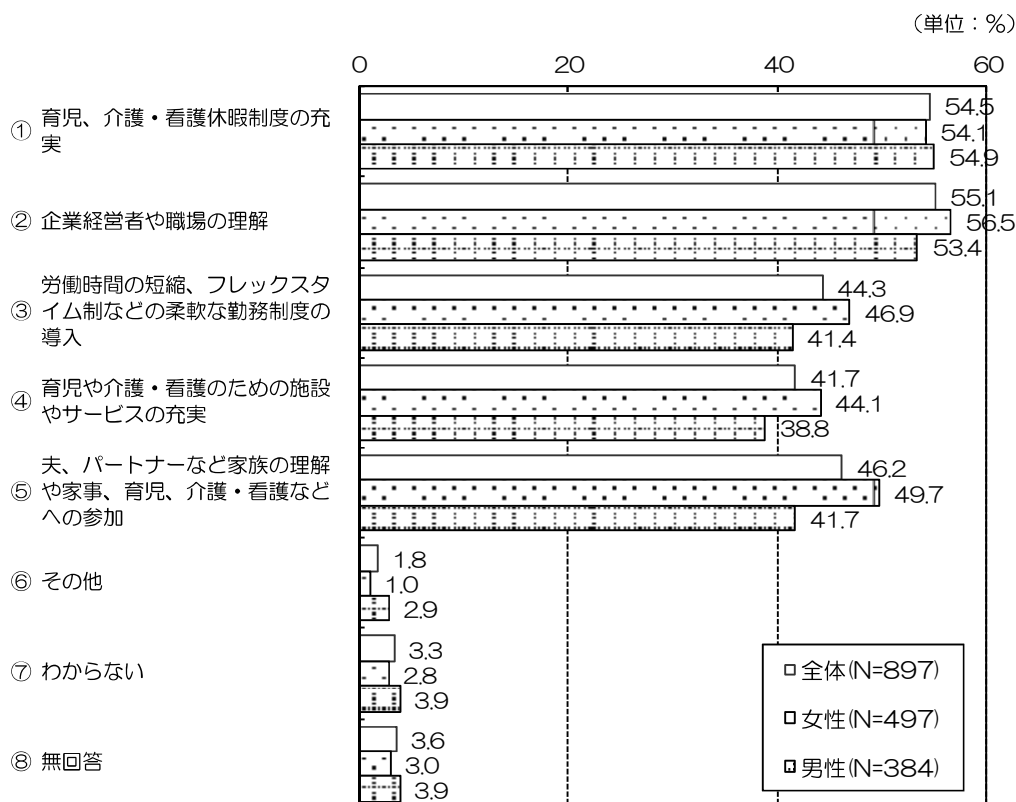 （単位：％）
0 20 40 60
① 育児、介護・看護休暇制度の充
実
54.5
54.1
54.9
② 企業経営者や職場の理解
55.1
56.5
53.4
労働時間の短縮、フレックスタ
③ イム制などの柔軟な勤務制度の
導入
44.3
46.9
41.4
④ 育児や介護・看護のための施設
やサービスの充実
41.7
44.1
38.8
夫、パートナーなど家族の理解
⑤ や家事、育児、介護・看護など
への参加
46.2
49.7
41.7
⑥ その他
1.8
1.0
2.9
⑦ わからない
3.3
2.8
3.9
⑧ 無回答
3.6
3.0
3.9
全体(N=897)
女性(N=497)
男性(N=384)